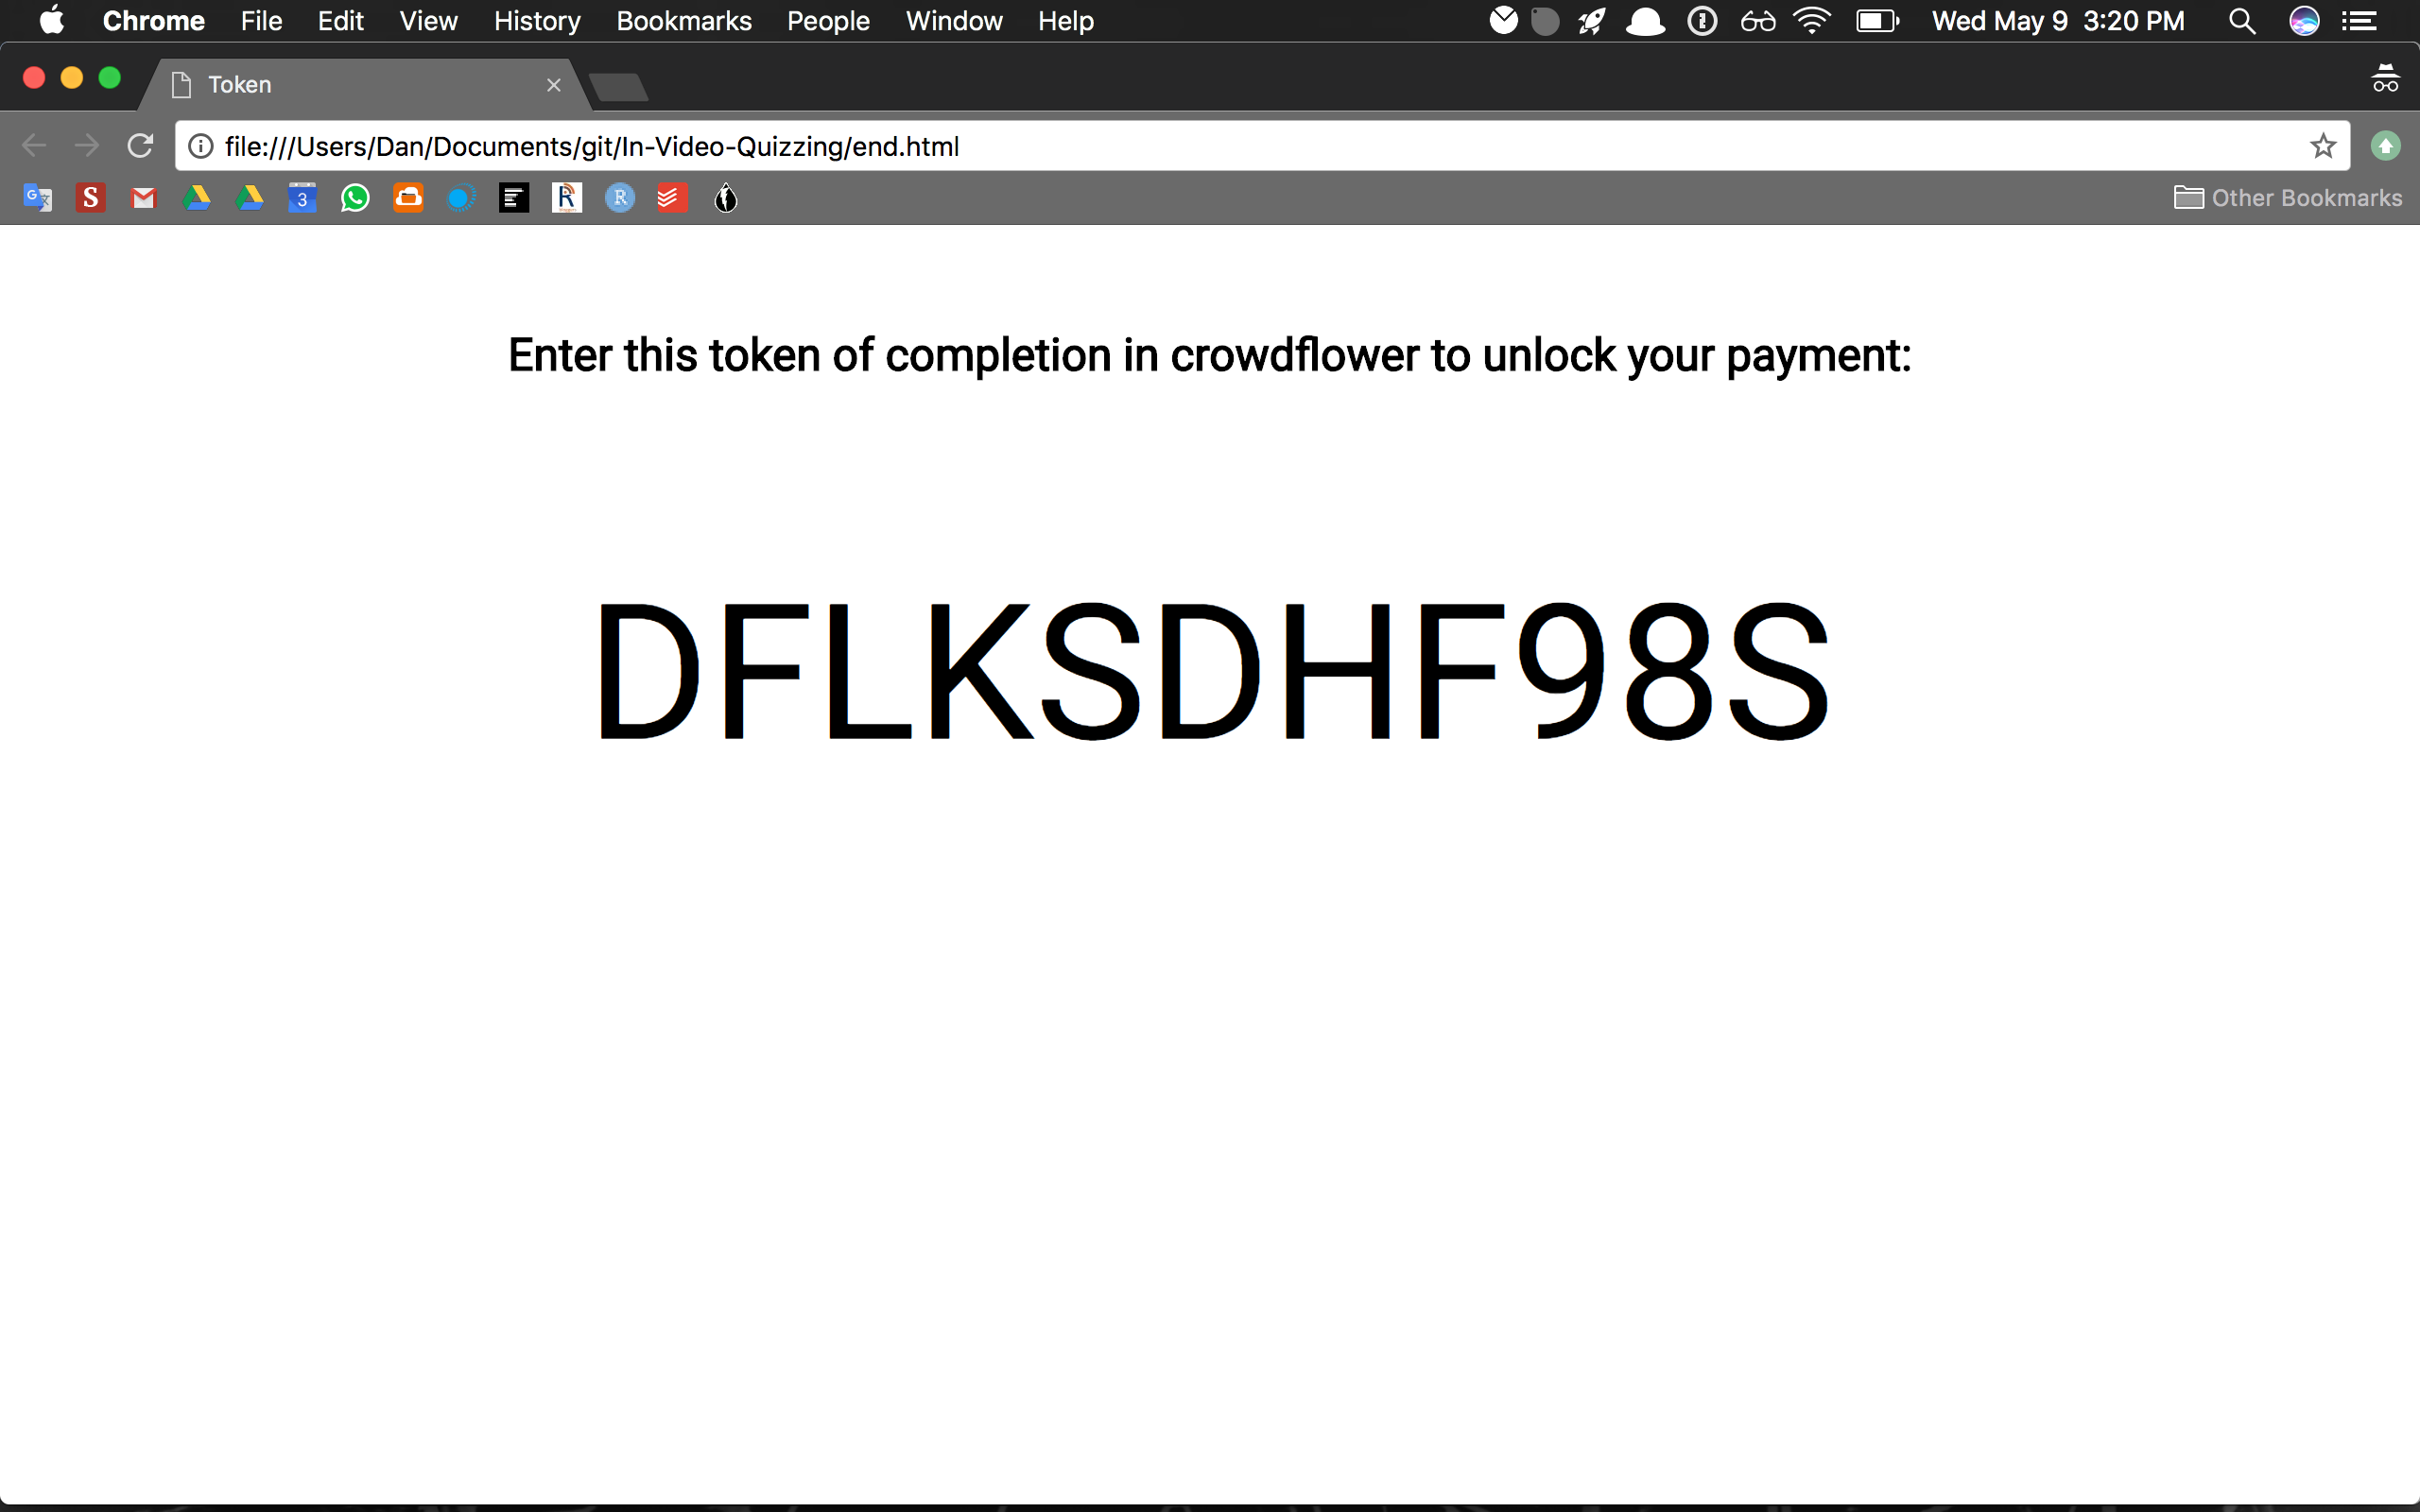 Chrome File Edit View History Bookmarks People Window Help Wed May 9 3:20 PM
Token
file:///Users/Dan/Documents/git/In-Video-Quizzing/end.html
S 3 R R Other Bookmarks
Enter this token of completion in crowdflower to unlock your payment:
DFLKSDHF98S